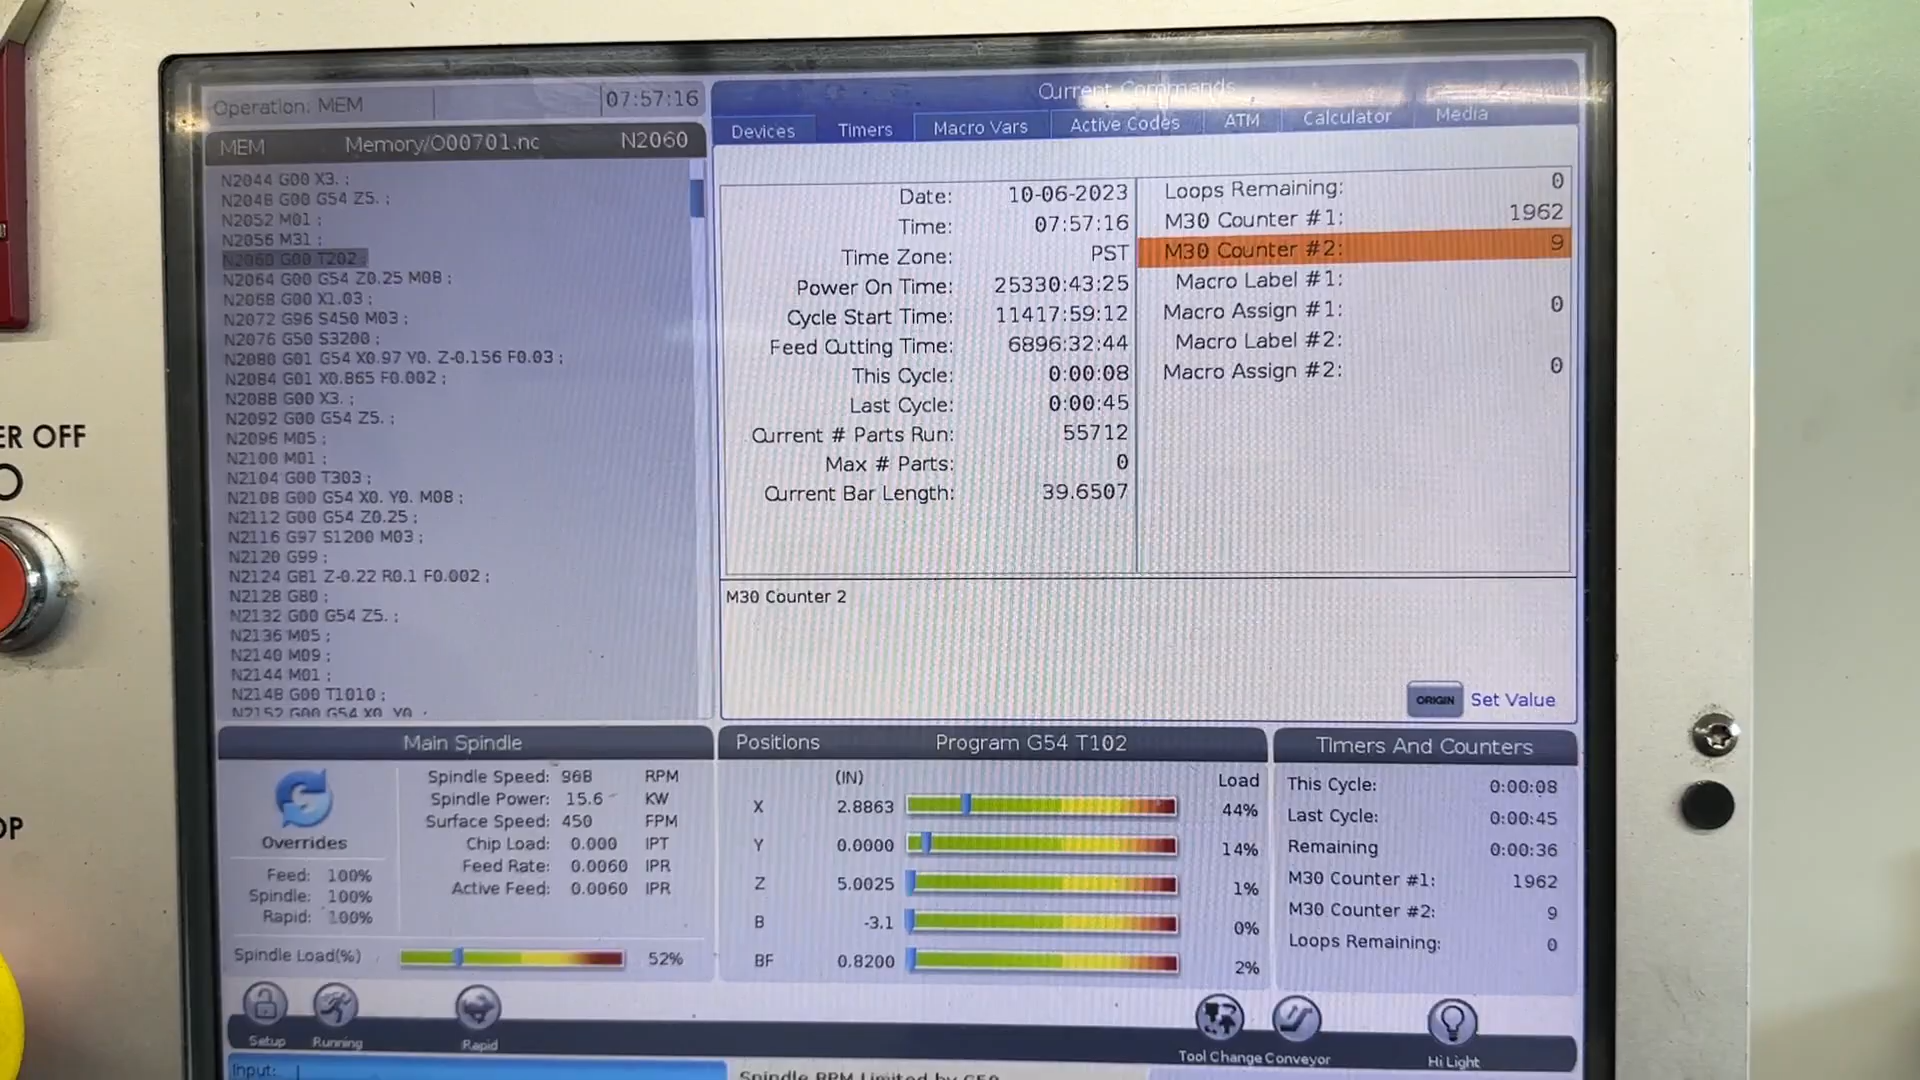 Operation: MEM
07:57:16
MEM
Memory/O00701.nc
N2060
N2044 G00 X3. ;
N2048 G00 G54 Z5. ;
N2052 M01 ;
N2056 M31 ;
N2060 G00 T202 ;
N2064 G00 G54 Z0.25 M08 ;
N2068 G00 X1.03 ;
N2072 G96 S450 M03 ;
N2076 G50 S3200 ;
N2080 G01 G54 X0.97 Y0. Z-0.156 F0.03 ;
N2084 G01 X0.865 F0.002 ;
N2088 G00 X3. ;
N2092 G00 G54 Z5. ;
N2096 M05 ;
N2100 M01 ;
N2104 G00 T303 ;
N2108 G00 G54 X0. Y0. M08 ;
N2112 G00 G54 Z0.25 ;
N2116 G97 S1200 M03 ;
N2120 G99 ;
N2124 G81 Z-0.22 R0.1 F0.002 ;
N2128 G80 ;
N2132 G00 G54 Z5. ;
N2136 M05 ;
N2140 M09 ;
N2144 M01 ;
N2148 G00 T1010 ;
N2152 G00 G54 X0. Y0.
Current Commands
Devices
Timers
Macro Vars
Active Codes
ATM
Calculator
Media
Date: 10-06-2023
Time: 07:57:16
Time Zone: PST
Power On Time: 25330:43:25
Cycle Start Time: 11417:59:12
Feed Cutting Time: 6896:32:44
This Cycle: 0:00:08
Last Cycle: 0:00:45
Current # Parts Run: 55712
Max # Parts: 0
Current Bar Length: 39.6507
Loops Remaining: 0
M30 Counter #1: 1962
M30 Counter #2: 9
Macro Label #1:
Macro Assign #1: 0
Macro Label #2:
Macro Assign #2: 0
M30 Counter 2
ORIGIN Set Value
ER OFF
OP
Main Spindle
Overrides
Feed: 100%
Spindle: 100%
Rapid: 100%
Spindle Speed: 968 RPM
Spindle Power: 15.6 KW
Surface Speed: 450 FPM
Chip Load: 0.000 IPT
Feed Rate: 0.0060 IPR
Active Feed: 0.0060 IPR
Spindle Load(%) 52%
Positions
Program G54 T102
(IN)
Load
X 2.8863 44%
Y 0.0000 14%
Z 5.0025 1%
B -3.1 0%
BF 0.8200 2%
Timers And Counters
This Cycle: 0:00:08
Last Cycle: 0:00:45
Remaining 0:00:36
M30 Counter #1: 1962
M30 Counter #2: 9
Loops Remaining: 0
Setup
Running
Rapid
Tool Change
Conveyor
Hi Light
Input:
Spindle RPM Limited by G50